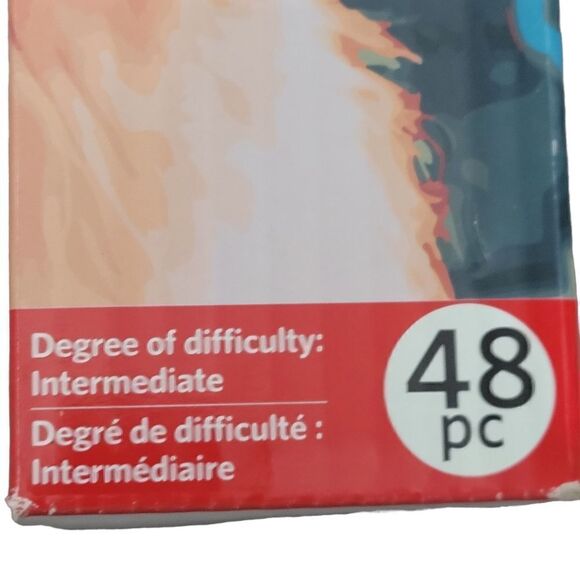 Degree of difficulty:
Intermediate
Degré de difficulté :
Intermédiaire
48
pc